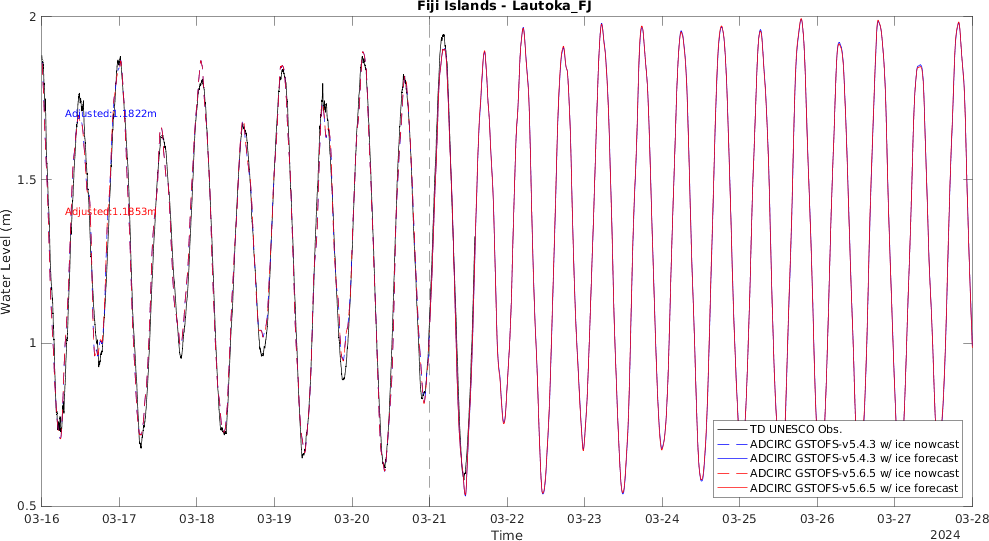 Fiji Islands - Lautoka_FJ
2
1.5
1
0.5
Water Level (m)
Adjusted:1.1822m
Adjusted:1.1353m
TD UNESCO Obs.
ADCIRC GSTOFS-v5.4.3 w/ ice nowcast
ADCIRC GSTOFS-v5.4.3 w/ ice forecast
ADCIRC GSTOFS-v5.6.5 w/ ice nowcast
ADCIRC GSTOFS-v5.6.5 w/ ice forecast
03-16 03-17 03-18 03-19 03-20 03-21 03-22 03-23 03-24 03-25 03-26 03-27 03-28
Time
2024